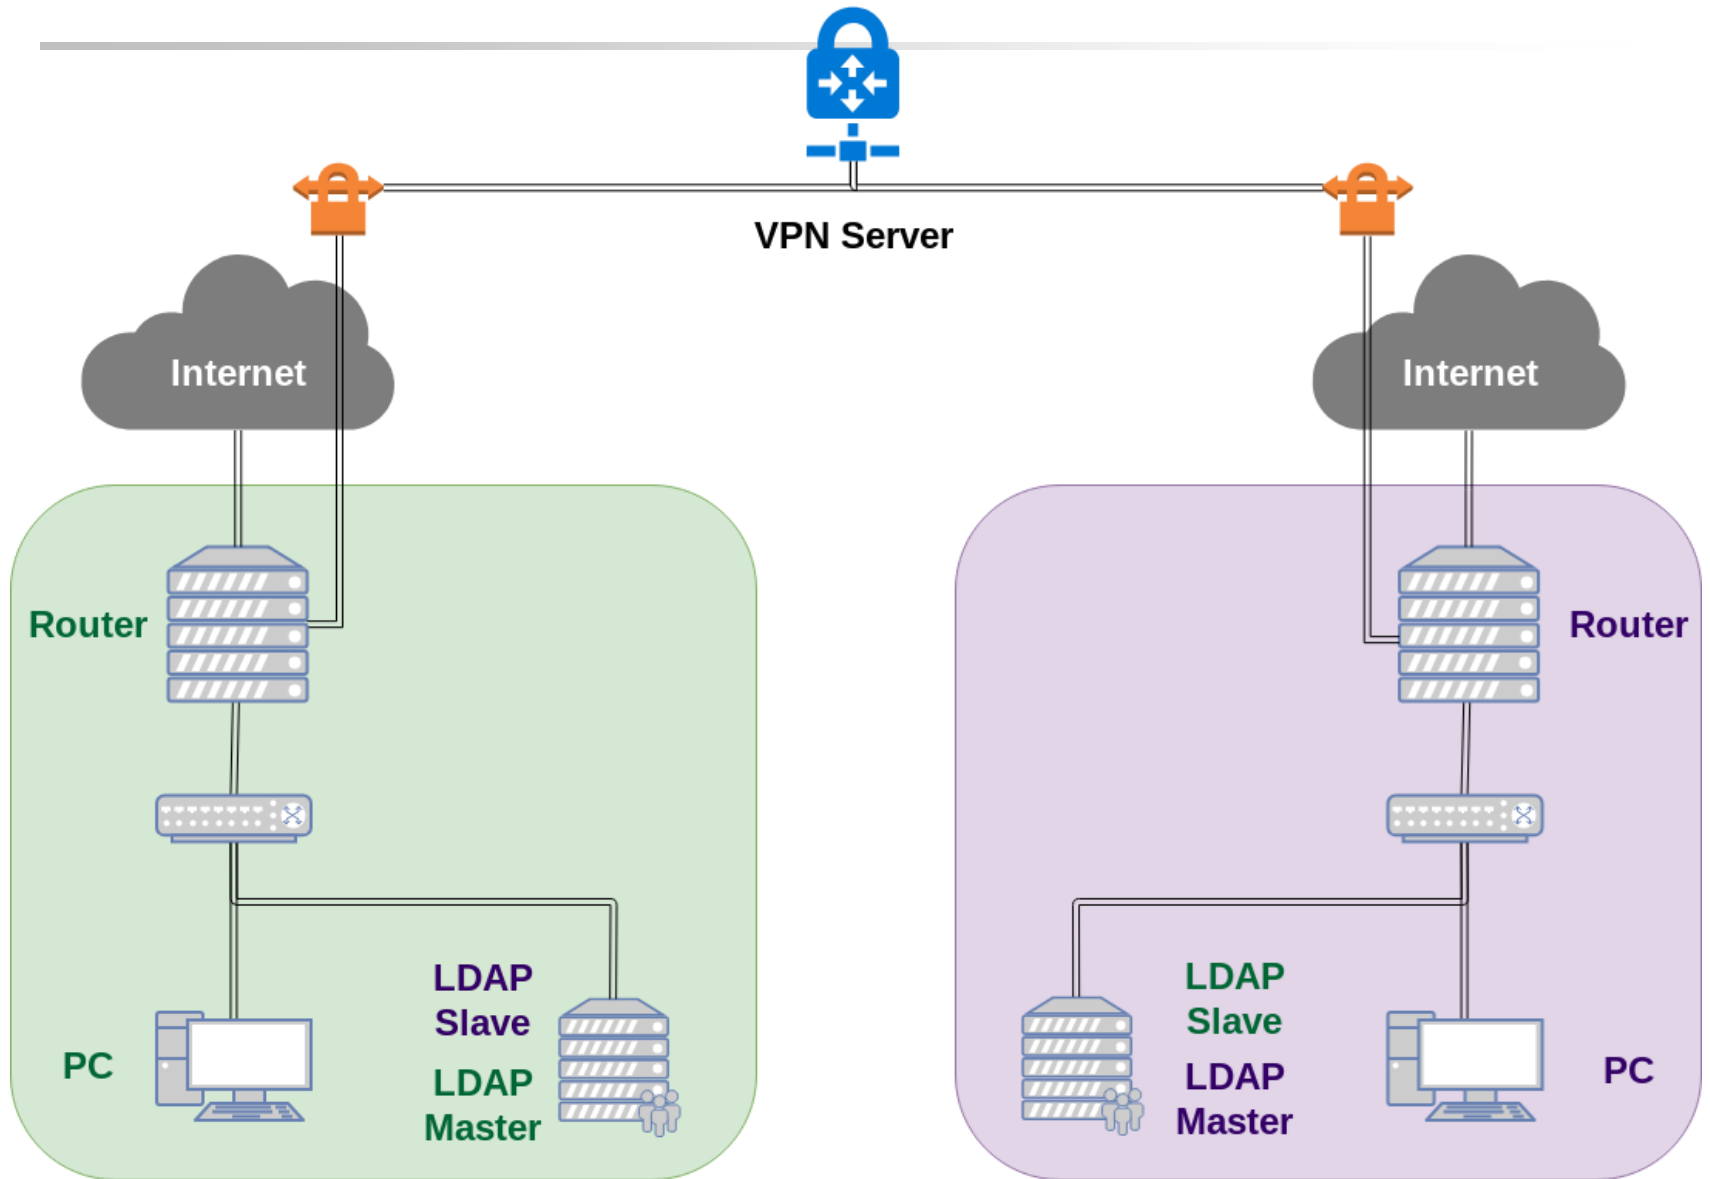 VPN Server
Internet
Internet
Router
Router
LDAP
Slave
LDAP
Master
PC
LDAP
Slave
LDAP
Master
PC